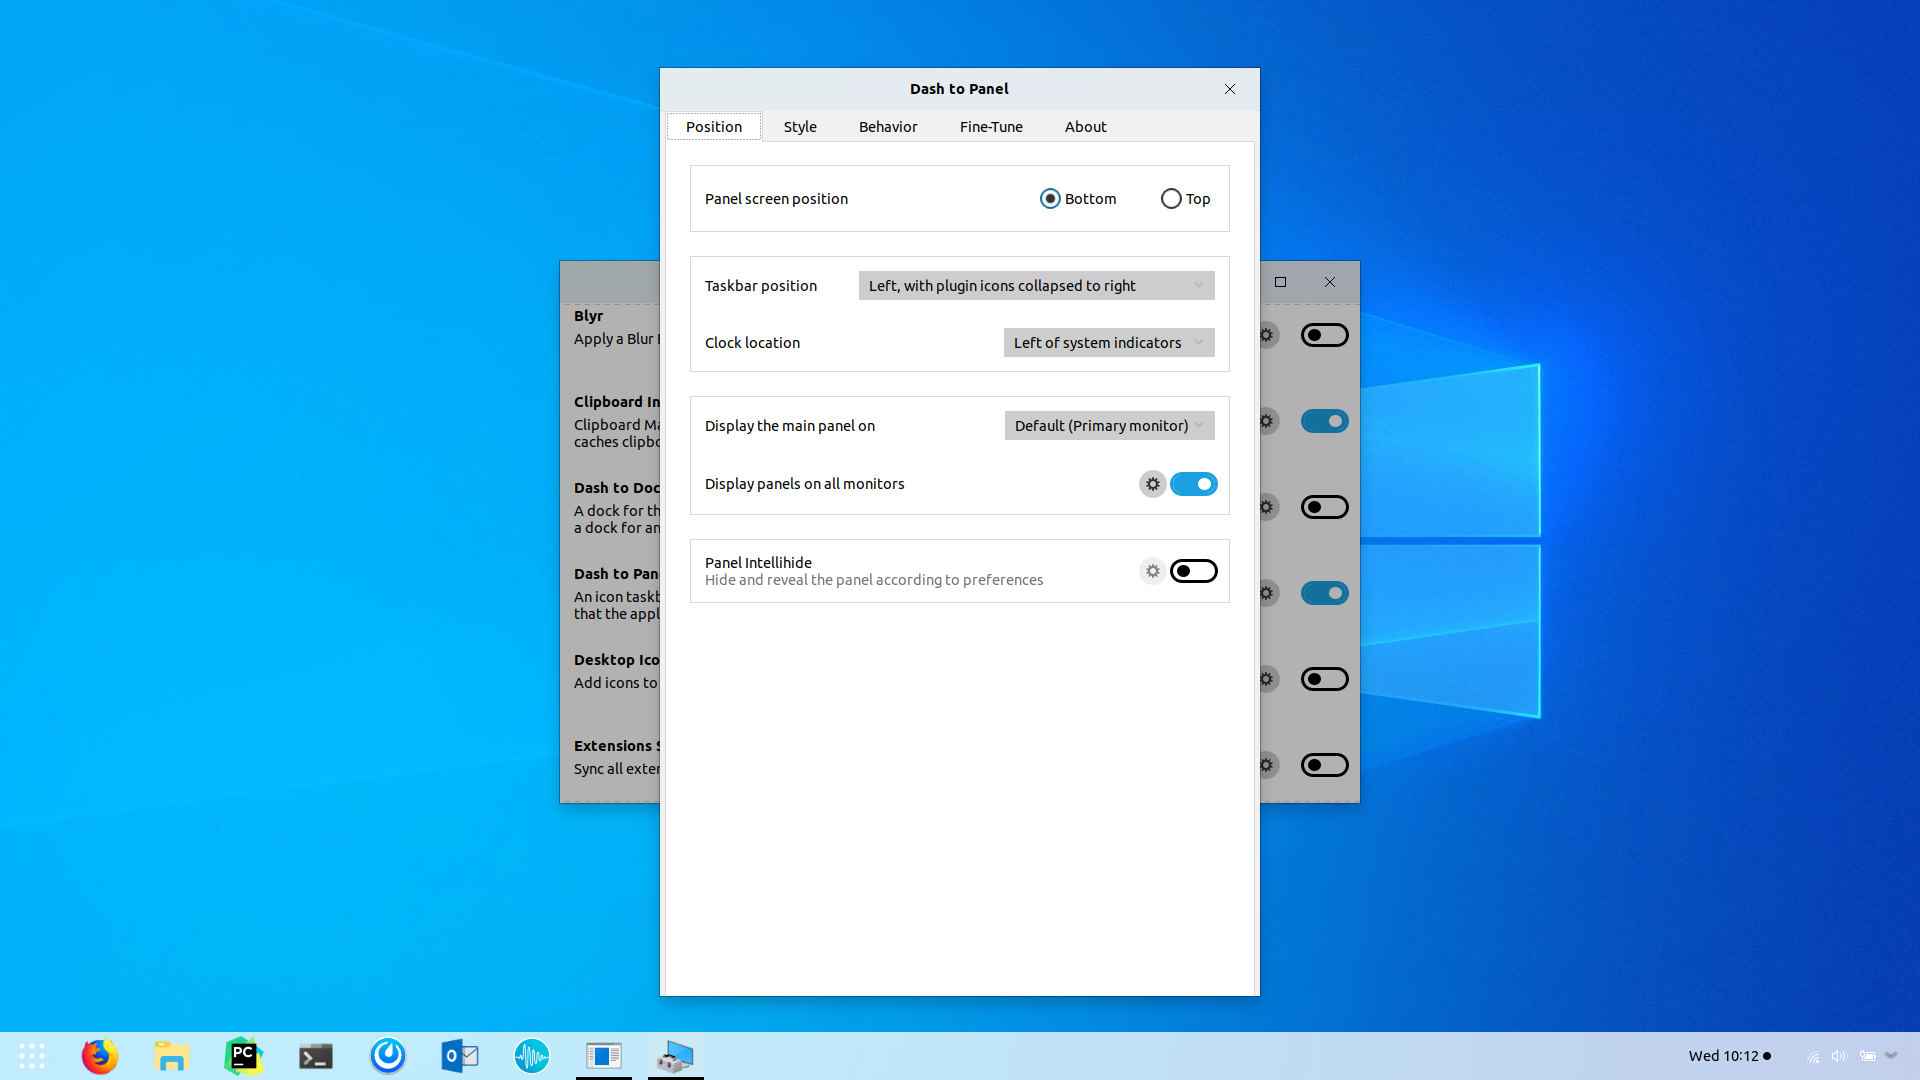 Dash to Panel
Position Style Behavior Fine-Tune About
Panel screen position Bottom Top
Taskbar position Left, with plugin icons collapsed to right
Clock location Left of system indicators
Display the main panel on Default (Primary monitor)
Display panels on all monitors
Panel Intellihide
Hide and reveal the panel according to preferences
Blyr
Apply a Blur
Clipboard In
Clipboard Ma
caches clipbo
Dash to Doc
A dock for th
a dock for an
Dash to Pan
An icon taskb
that the appl
Desktop Ico
Add icons to
Extensions S
Sync all exter
PC
O
Wed 10:12